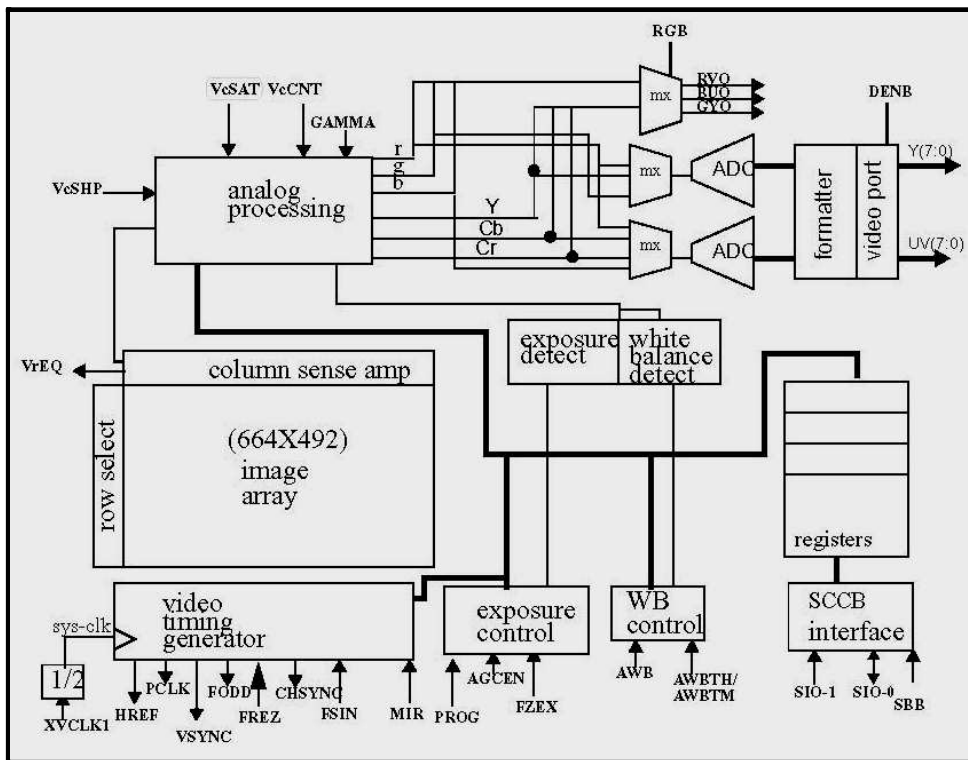 RGB
RVO
BUO
GYO
mx
VcSAT
VcCNT
GAMMA
DENB
VcSHP
analog
processing
r
g
b
Y
Cb
Cr
mx
ADC
mx
ADC
formatter
video port
Y(7:0)
UV(7:0)
exposure
detect
white
balance
detect
VrEQ
column sense amp
row select
(664X492)
image
array
registers
sys-clk
1/2
XVCLK1
video
timing
generator
exposure
control
WB
control
SCCB
interface
HREF
PCLK
VSYNC
FODD
FREZ
CHSYNC
FSIN
MIR
PROG
AGCEN
FZEX
AWB
AWBTH/
AWBTM
SIO-1
SIO-0
SBB